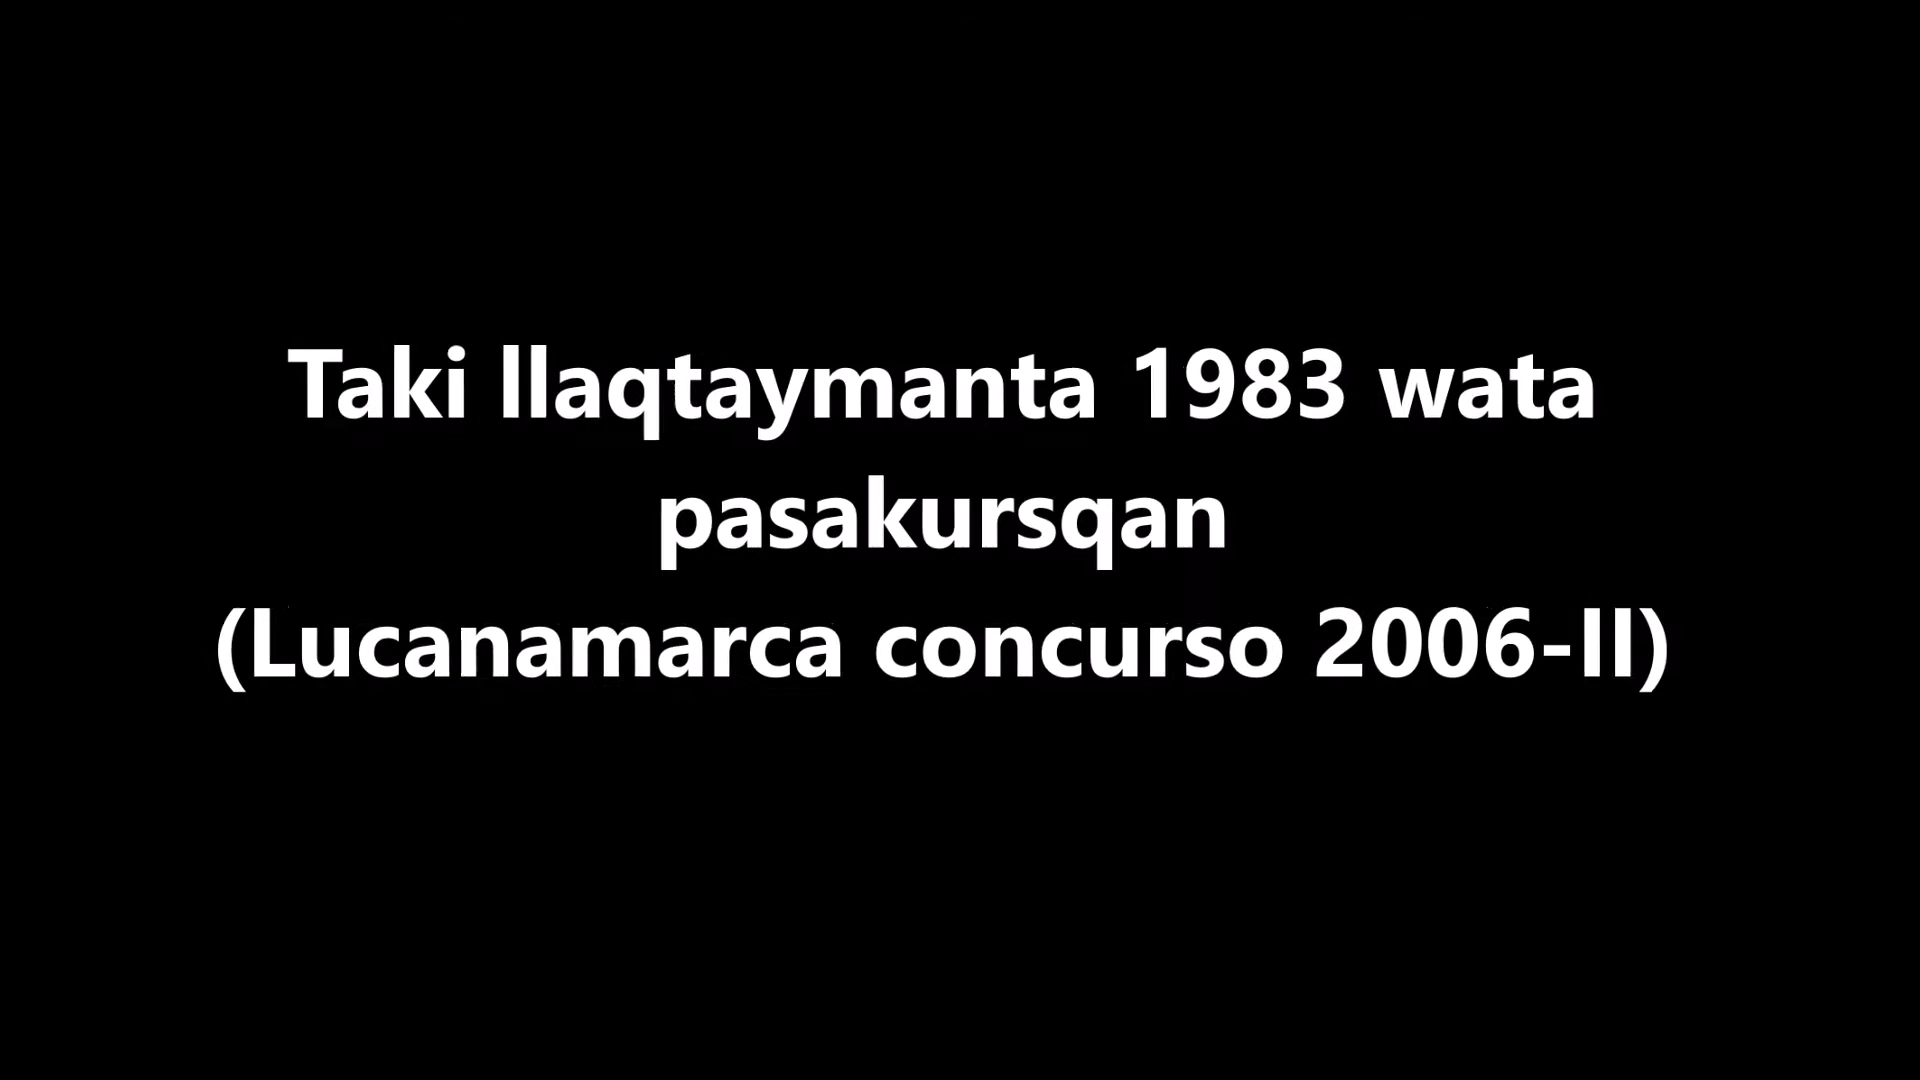 Taki llaqtaymanta 1983 wata
pasakursqan
(Lucanamarca concurso 2006-II)